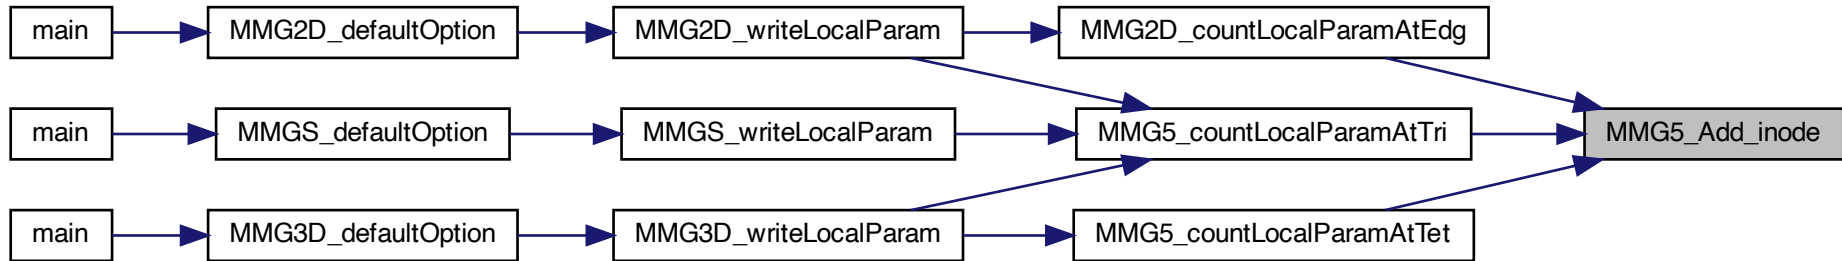 main
MMG2D_defaultOption
MMG2D_writeLocalParam
MMG2D_countLocalParamAtEdg
main
MMGS_defaultOption
MMGS_writeLocalParam
MMG5_countLocalParamAtTri
MMG5_Add_inode
main
MMG3D_defaultOption
MMG3D_writeLocalParam
MMG5_countLocalParamAtTet